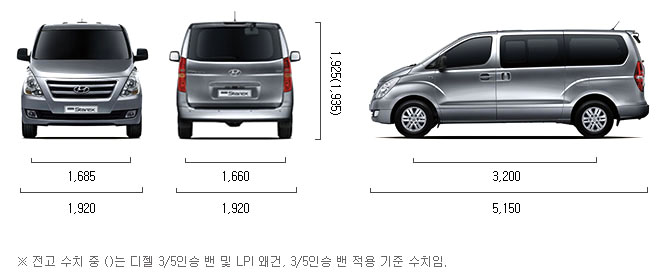 Starex
Starex
1,925(1,935)
1,685
1,660
3,200
1,920
1,920
5,150
※ 전고 수치 중 ()는 디젤 3/5인승 밴 및 LPI 왜건, 3/5인승 밴 적용 기준 수치임.